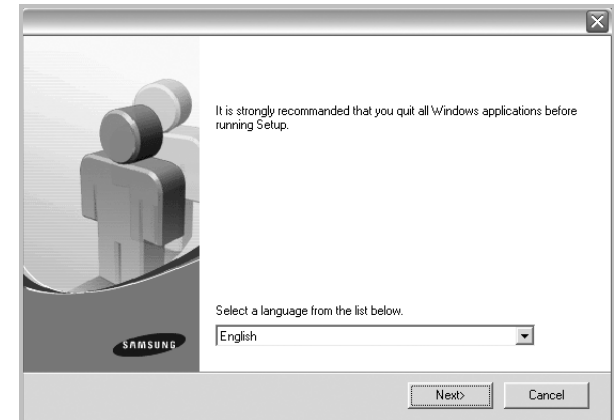 It is strongly recommanded that you quit all Windows applications before
running Setup.
Select a language from the list below.
English
SAMSUNG
Next>
Cancel